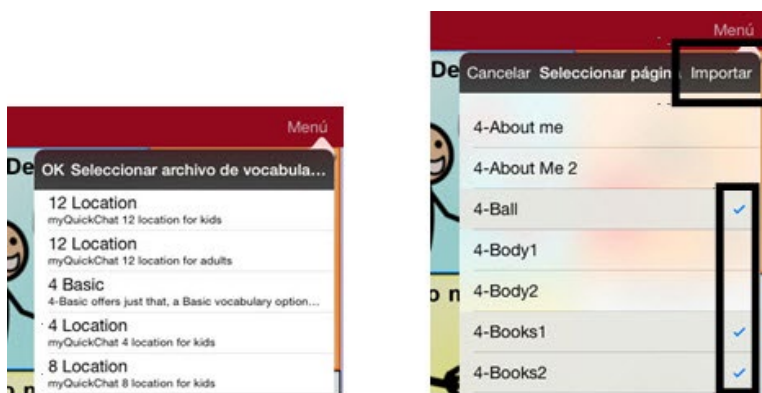 Menú
De
OK Seleccionar archivo de vocabula...
12 Location
myQuickChat 12 location for kids
12 Location
myQuickChat 12 location for adults
4 Basic
4-Basic offers just that, a Basic vocabulary option...
4 Location
myQuickChat 4 location for kids
8 Location
myQuickChat 8 location for kids
Menú
De
Cancelar Seleccionar págin Importar
4-About me
4-About Me 2
4-Ball
4-Body1
4-Body2
4-Books1
4-Books2